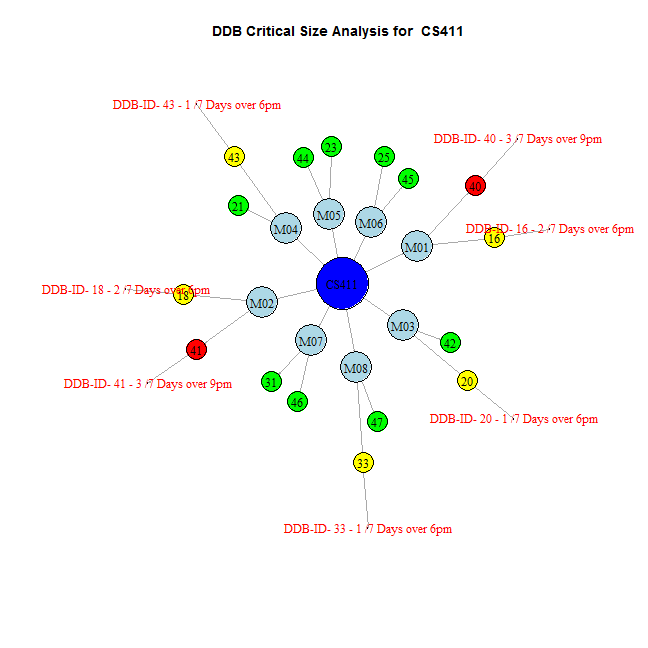 DDB Critical Size Analysis for CS411
DDB-ID- 43 - 1 /7 Days over 6pm
DDB-ID- 40 - 3 /7 Days over 9pm
23
44
25
43
45
40
21
M05
M06
M04
DDB-ID- 16 - 2 /7 Days over 6pm
16
M01
CS411
DDB-ID- 18 - 2 /7 Days over 6pm
18
M02
M03
M07
42
41
M08
31
20
DDB-ID- 41 - 3 /7 Days over 9pm
46
47
DDB-ID- 20 - 1 /7 Days over 6pm
33
DDB-ID- 33 - 1 /7 Days over 6pm